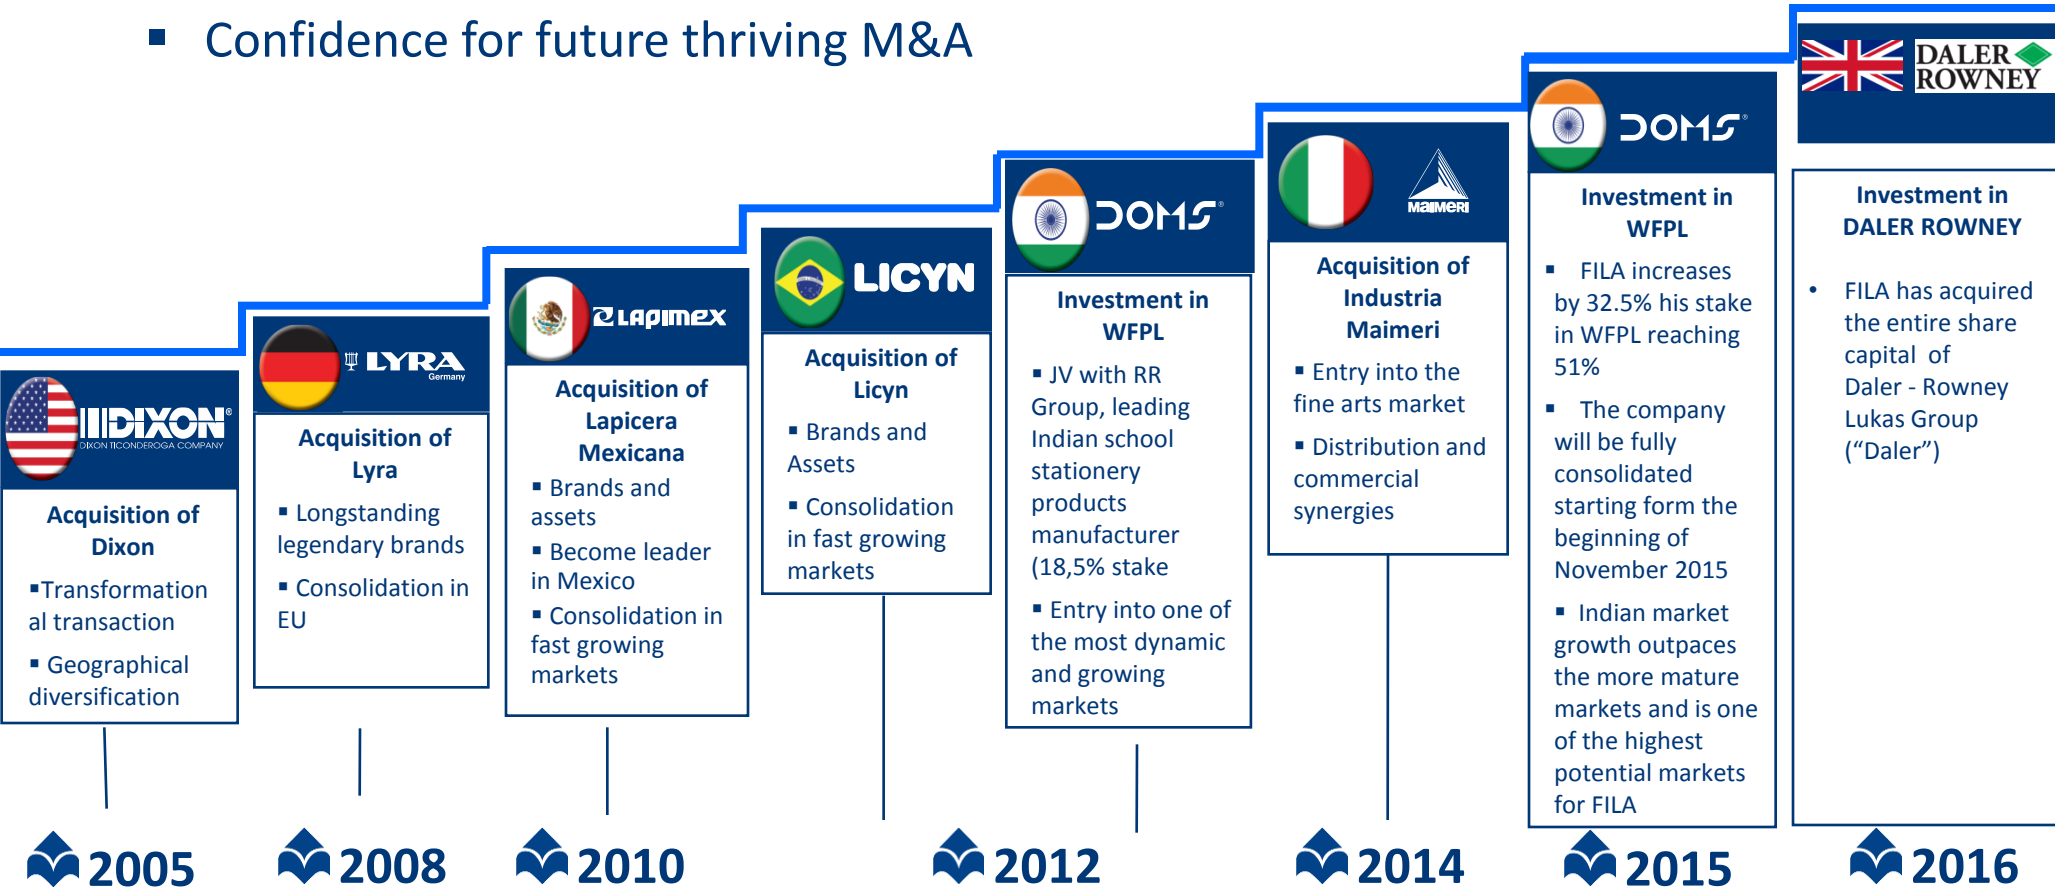 ▪ Confidence for future thriving M&A
DIXON®
DIXON TICONDEROGA COMPANY
Acquisition of
Dixon
▪Transformation
al transaction
▪ Geographical
diversification
2005
LYRA
Germany
Acquisition of
Lyra
▪ Longstanding
legendary brands
▪ Consolidation in
EU
2008
LAPIMEX
Acquisition of
Lapicera
Mexicana
▪ Brands and
assets
▪ Become leader
in Mexico
▪ Consolidation in
fast growing
markets
2010
LICYN
Acquisition of
Licyn
▪ Brands and
Assets
▪ Consolidation
in fast growing
markets
DOMS®
Investment in
WFPL
▪ JV with RR
Group, leading
Indian school
stationery
products
manufacturer
(18,5% stake
▪ Entry into one of
the most dynamic
and growing
markets
2012
MAIMERI
Acquisition of
Industria
Maimeri
▪ Entry into the
fine arts market
▪ Distribution and
commercial
synergies
2014
DOMS®
Investment in
WFPL
▪ FILA increases
by 32.5% his stake
in WFPL reaching
51%
▪ The company
will be fully
consolidated
starting form the
beginning of
November 2015
▪ Indian market
growth outpaces
the more mature
markets and is one
of the highest
potential markets
for FILA
2015
DALER
ROWNEY
Investment in
DALER ROWNEY
• FILA has acquired
the entire share
capital of
Daler - Rowney
Lukas Group
(“Daler”)
2016